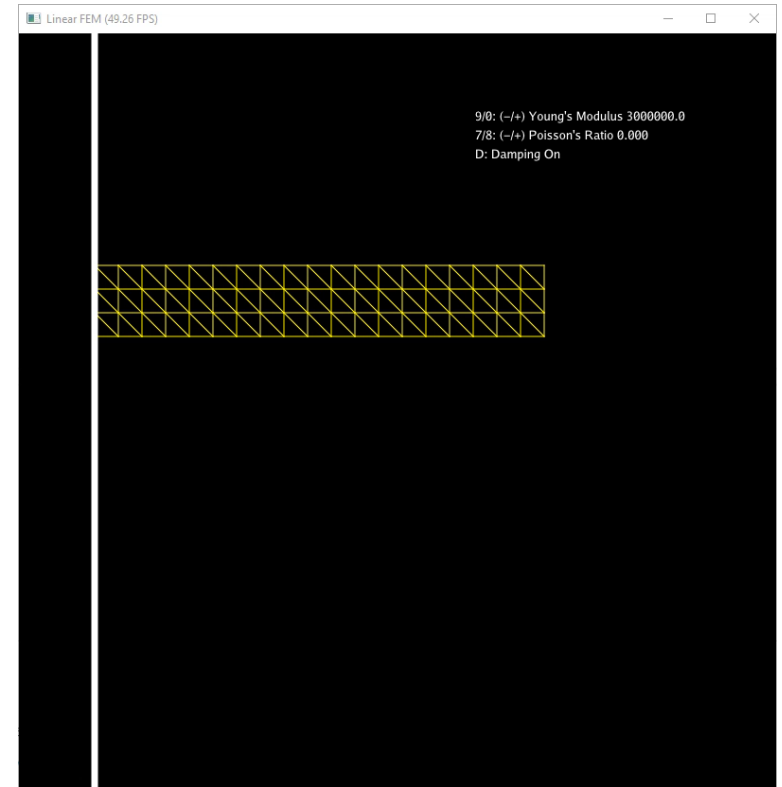 Linear FEM (49.26 FPS)
9/0: (-/+) Young's Modulus 3000000.0
7/8: (-/+) Poisson's Ratio 0.000
D: Damping On